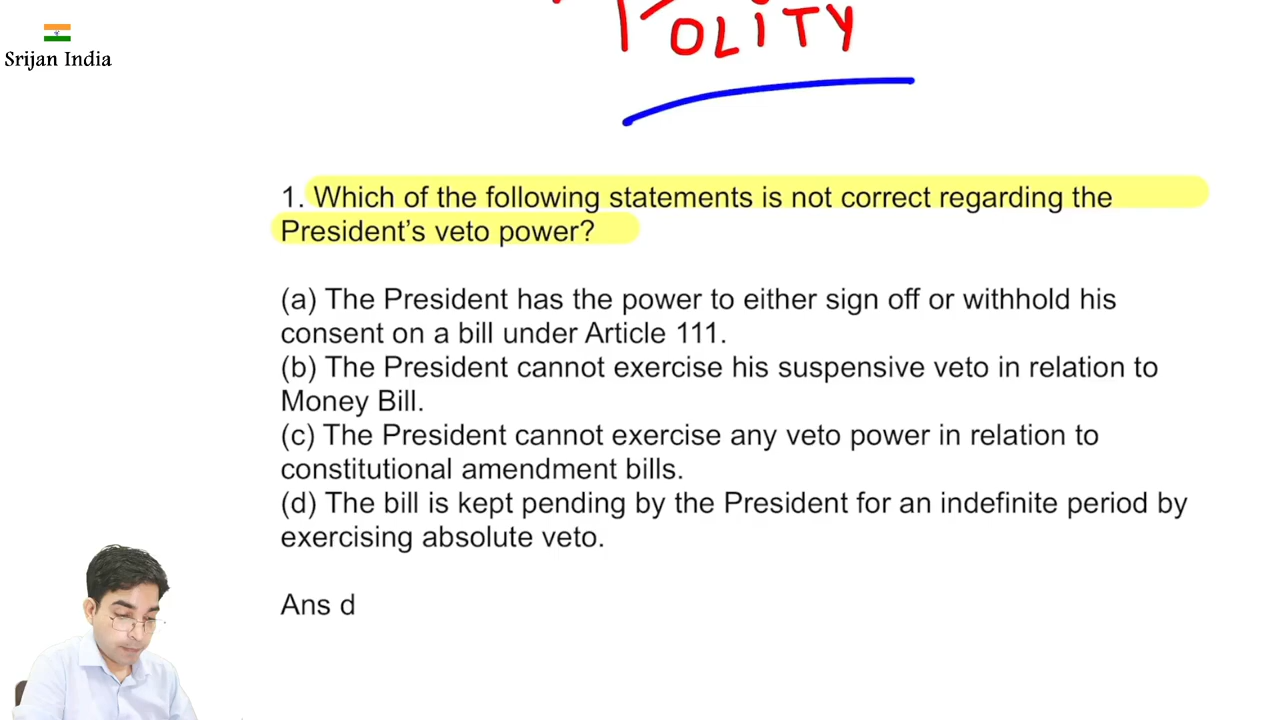 POLITY
Srijan India
1. Which of the following statements is not correct regarding the
President's veto power?
(a) The President has the power to either sign off or withhold his
consent on a bill under Article 111.
(b) The President cannot exercise his suspensive veto in relation to
Money Bill.
(c) The President cannot exercise any veto power in relation to
constitutional amendment bills.
(d) The bill is kept pending by the President for an indefinite period by
exercising absolute veto.
Ans d